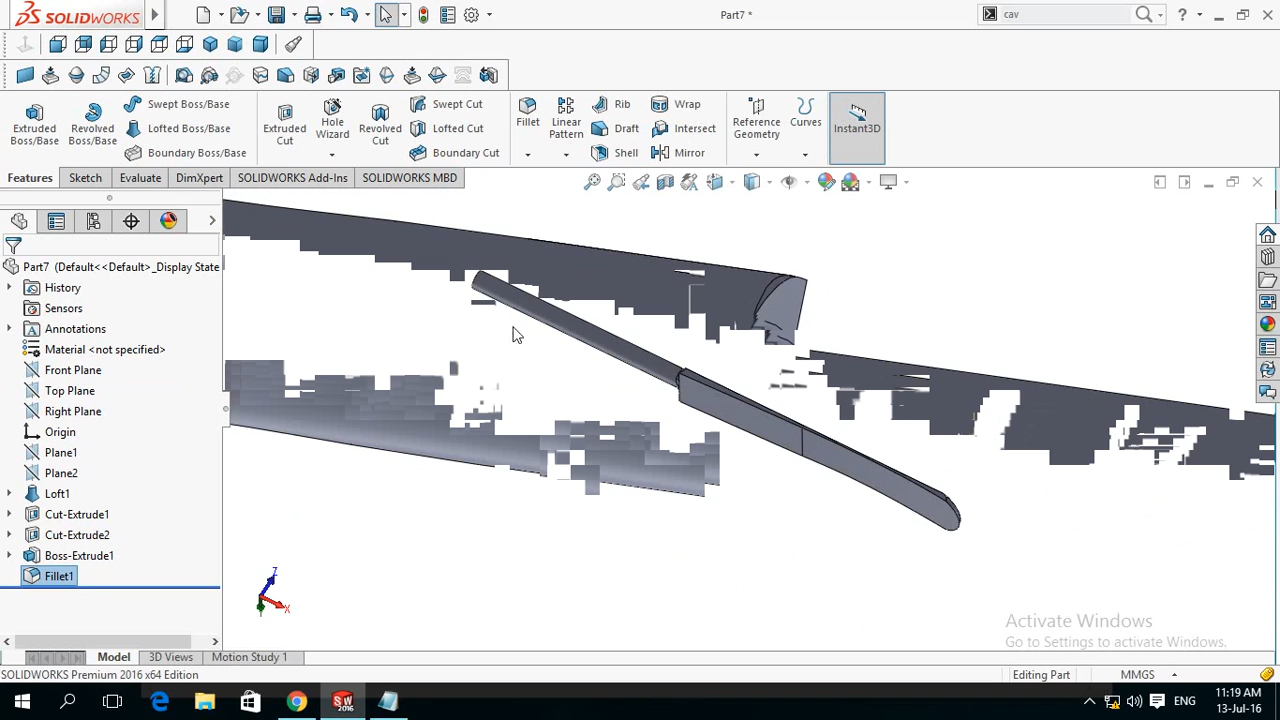 SOLIDWORKS
Part7 *
cav
Extruded Boss/Base
Revolved Boss/Base
Swept Boss/Base
Lofted Boss/Base
Boundary Boss/Base
Extruded Cut
Hole Wizard
Revolved Cut
Swept Cut
Lofted Cut
Boundary Cut
Fillet
Linear Pattern
Rib
Draft
Shell
Wrap
Intersect
Mirror
Reference Geometry
Curves
Instant3D
Features Sketch Evaluate DimXpert SOLIDWORKS Add-Ins SOLIDWORKS MBD
Part7 (Default<<Default>_Display State
History
Sensors
Annotations
Material <not specified>
Front Plane
Top Plane
Right Plane
Origin
Plane1
Plane2
Loft1
Cut-Extrude1
Cut-Extrude2
Boss-Extrude1
Fillet1
Z
X
Y
Activate Windows
Go to Settings to activate Windows.
Model 3D Views Motion Study 1
SOLIDWORKS Premium 2016 x64 Edition
Editing Part
MMGS
SW
2016
ENG
11:19 AM
13-Jul-16